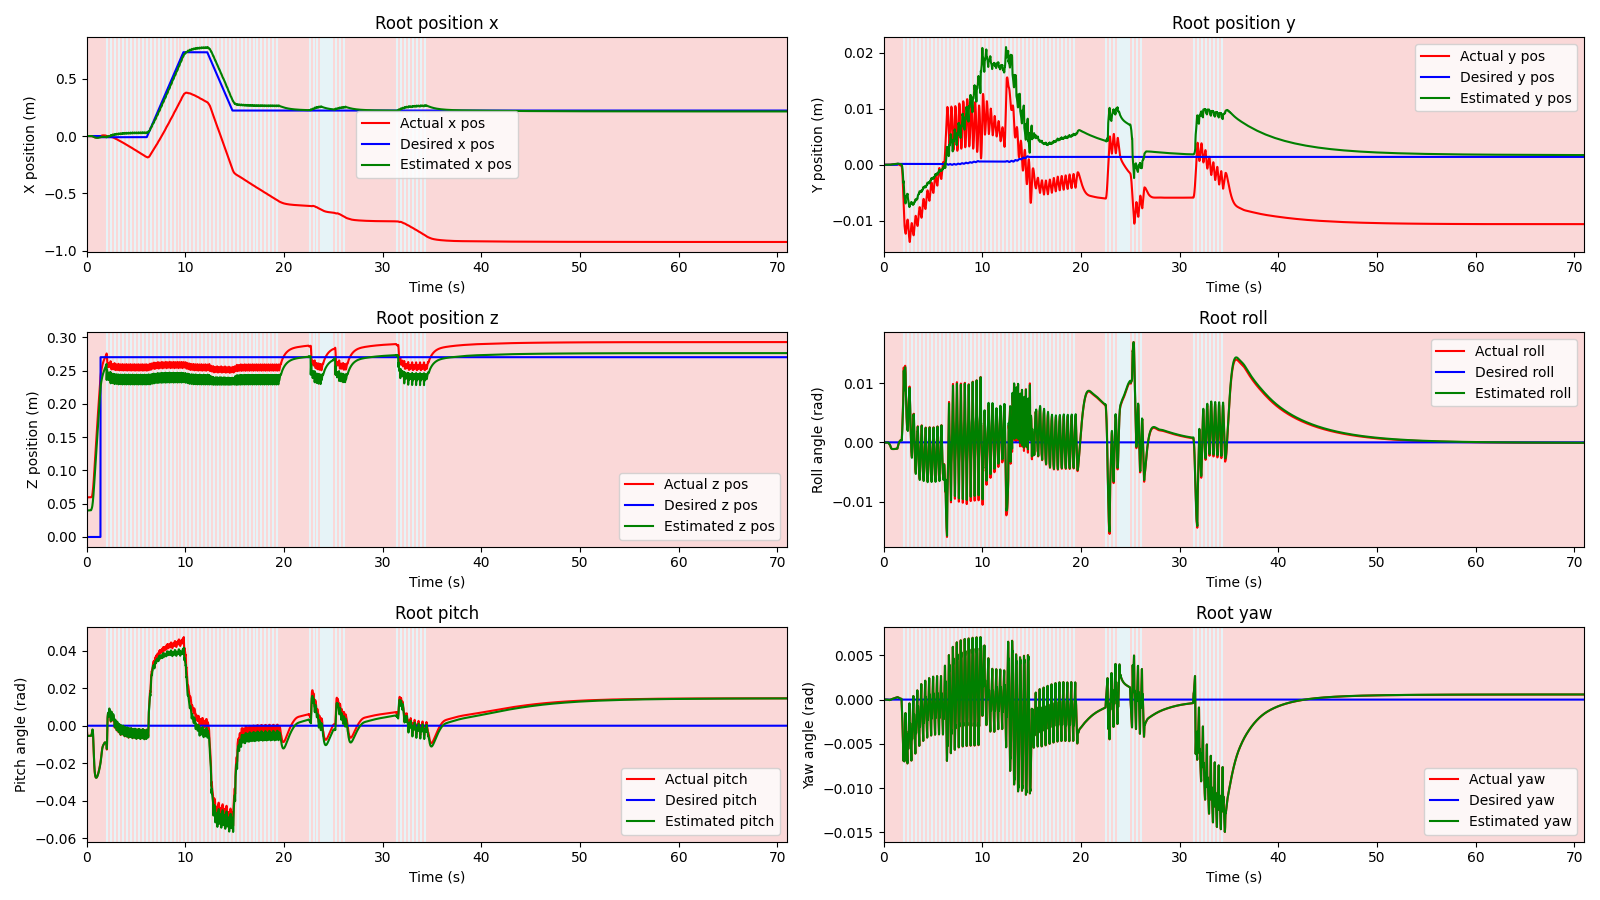 Root position x
X position (m)
0.5
0.0
−0.5
−1.0
Actual x pos
Desired x pos
Estimated x pos
0 10 20 30 40 50 60 70
Time (s)
Root position y
Y position (m)
0.02
0.01
0.00
−0.01
Actual y pos
Desired y pos
Estimated y pos
0 10 20 30 40 50 60 70
Time (s)
Root position z
Z position (m)
0.30
0.25
0.20
0.15
0.10
0.05
0.00
Actual z pos
Desired z pos
Estimated z pos
0 10 20 30 40 50 60 70
Time (s)
Root roll
Roll angle (rad)
0.01
0.00
−0.01
Actual roll
Desired roll
Estimated roll
0 10 20 30 40 50 60 70
Time (s)
Root pitch
Pitch angle (rad)
0.04
0.02
0.00
−0.02
−0.04
−0.06
Actual pitch
Desired pitch
Estimated pitch
0 10 20 30 40 50 60 70
Time (s)
Root yaw
Yaw angle (rad)
0.005
0.000
−0.005
−0.010
−0.015
Actual yaw
Desired yaw
Estimated yaw
0 10 20 30 40 50 60 70
Time (s)